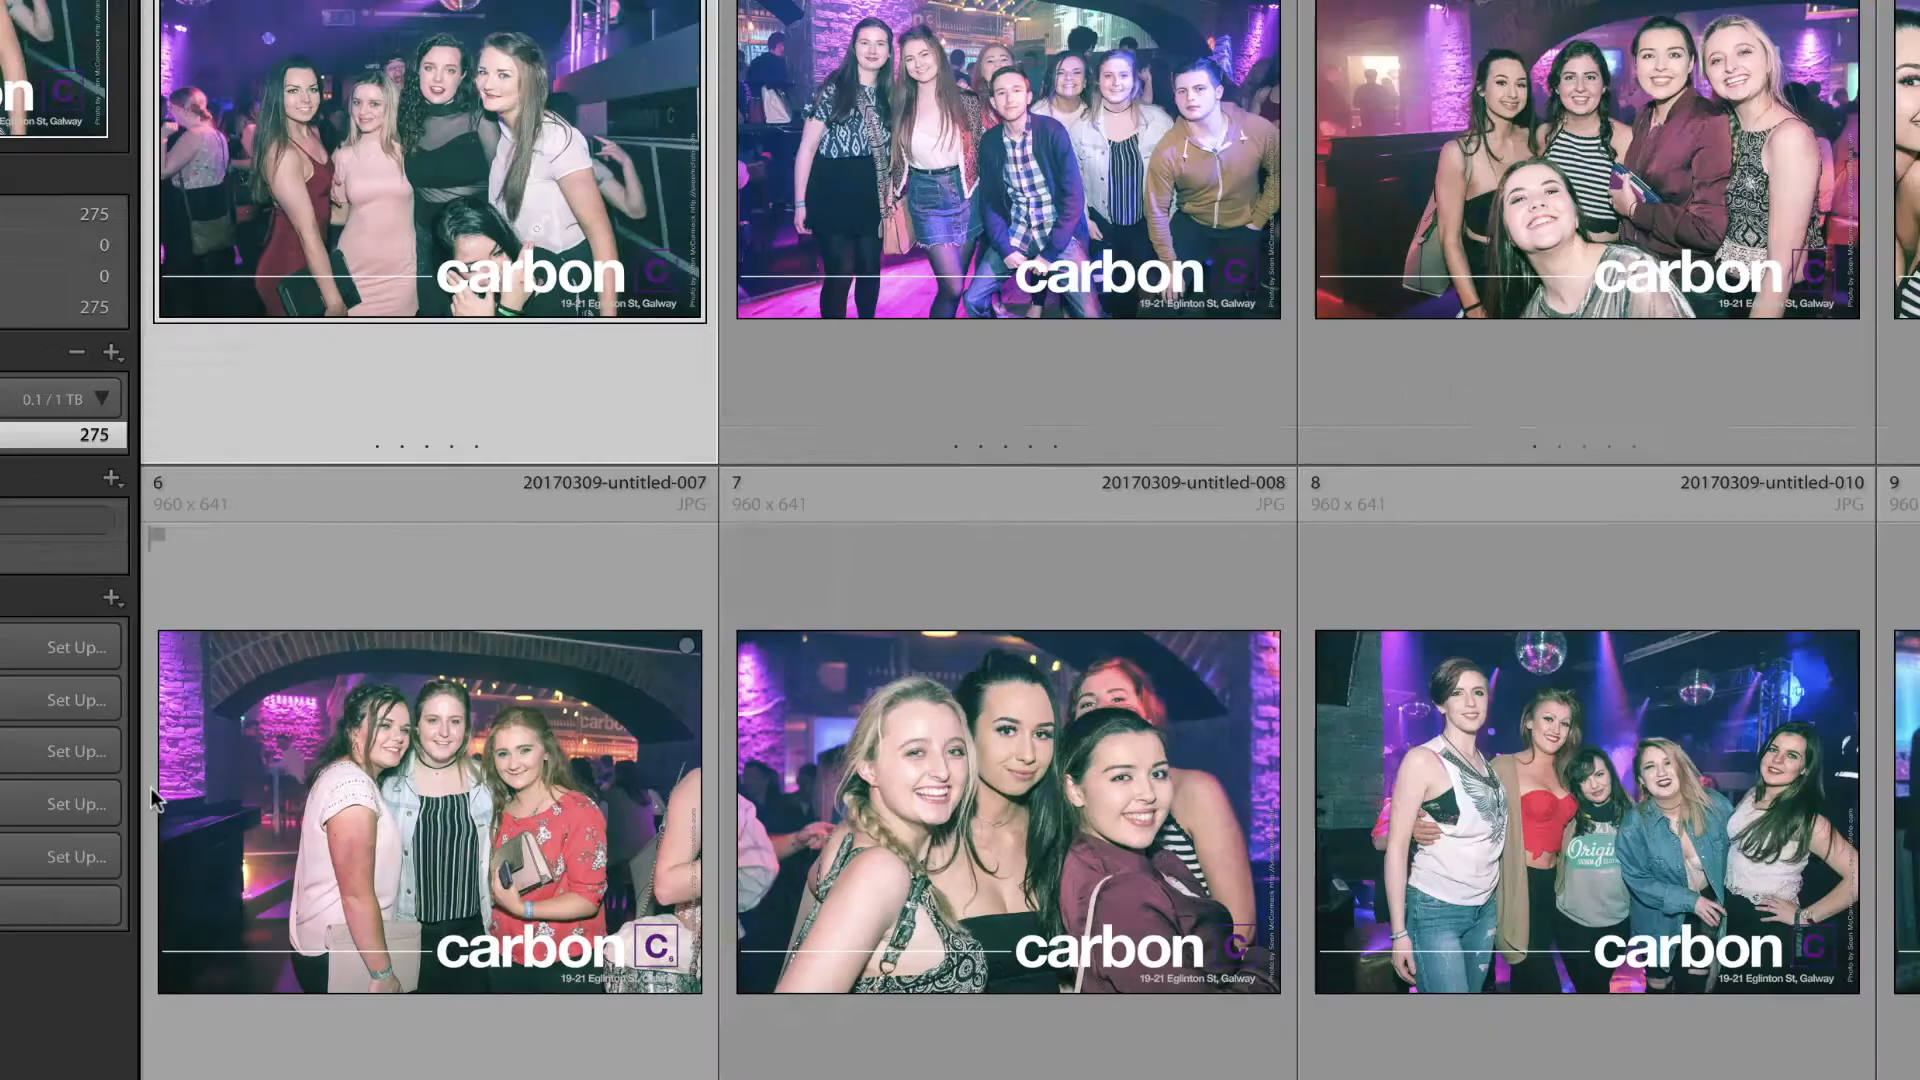 on C
Eglinton St, Galway
carbon C
19-21 Eglinton St, Galway
carbon C
19-21 Eglinton St, Galway
carbon C
19-21 Eglinton St, Galway
275
0
0
275
0.1 / 1 TB
275
6 20170309-untitled-007
960 x 641 JPG
7 20170309-untitled-008
960 x 641 JPG
8 20170309-untitled-010
960 x 641 JPG
9
960
Set Up...
Set Up...
Set Up...
Set Up...
Set Up...
carbo
carbon C
19-21 Eglinton St,
carbon C
19-21 Eglinton St, Galway
Origin
carbon C
19-21 Eglinton St, Galway